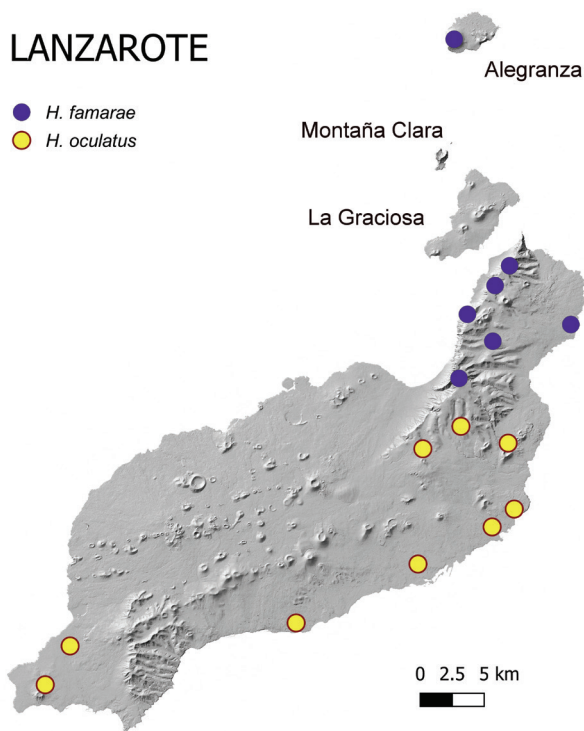 LANZAROTE
Alegranza
H. famarae
H. oculatus
Montaña Clara
La Graciosa
0 2.5 5 km